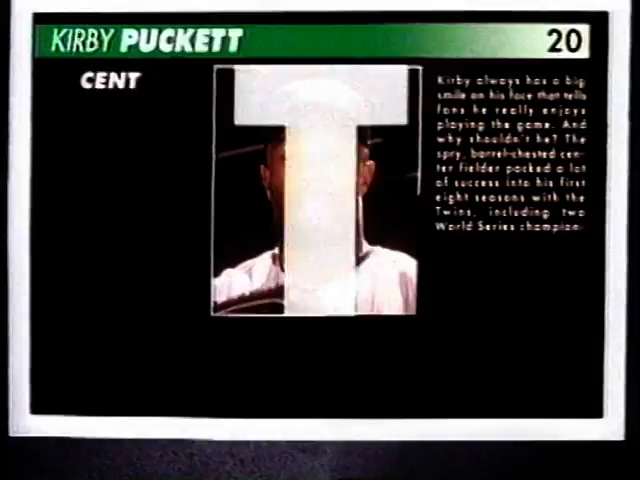 KIRBY PUCKETT 20
CENT
Kirby always has a big
smile on his face that tells
fans he really enjoys
playing the game. And
why shouldn't he? The
spry, barrel-chested cen-
ter fielder packed a lot
of success into his first
eight seasons with the
Twins, including two
World Series champion-